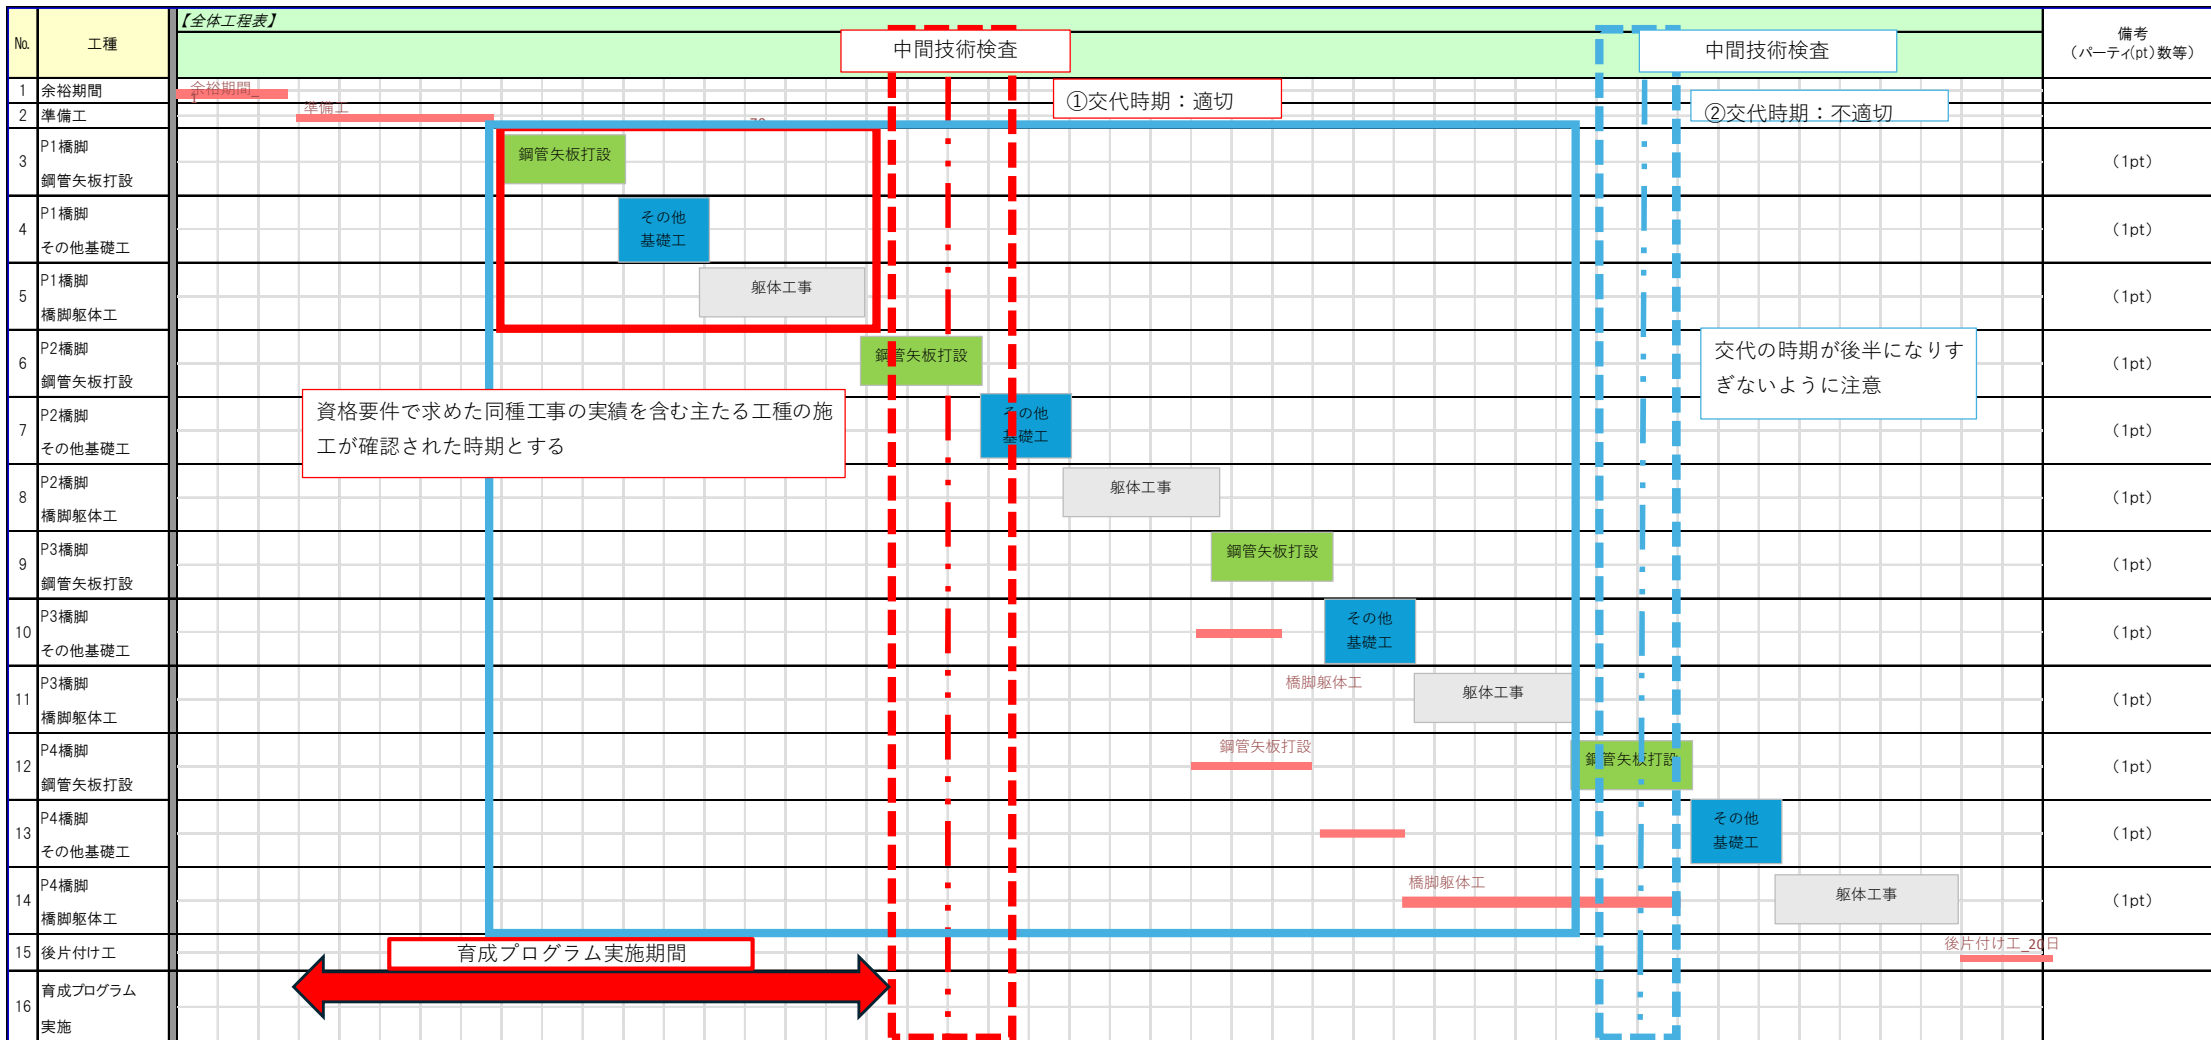 【全体工程表】
No.
工種
中間技術検査
中間技術検査
備考
（パーティ(pt)数等）
1
余裕期間
余裕期間_
①交代時期：適切
2
準備工
準備工
②交代時期：不適切
3
P1橋脚
鋼管矢板打設
鋼管矢板打設
（1pt）
4
P1橋脚
その他基礎工
その他
基礎工
（1pt）
5
P1橋脚
橋脚躯体工
躯体工事
（1pt）
6
P2橋脚
鋼管矢板打設
鋼管矢板打設
交代の時期が後半になりす
ぎないように注意
（1pt）
資格要件で求めた同種工事の実績を含む主たる工種の施
工が確認された時期とする
7
P2橋脚
その他基礎工
その他
基礎工
（1pt）
8
P2橋脚
橋脚躯体工
躯体工事
（1pt）
9
P3橋脚
鋼管矢板打設
鋼管矢板打設
（1pt）
10
P3橋脚
その他基礎工
その他
基礎工
（1pt）
11
P3橋脚
橋脚躯体工
橋脚躯体工
躯体工事
（1pt）
12
P4橋脚
鋼管矢板打設
鋼管矢板打設
鋼管矢板打設
（1pt）
13
P4橋脚
その他基礎工
その他
基礎工
（1pt）
14
P4橋脚
橋脚躯体工
橋脚躯体工
躯体工事
（1pt）
15
後片付け工
育成プログラム実施期間
後片付け工_20日
16
育成プログラム
実施